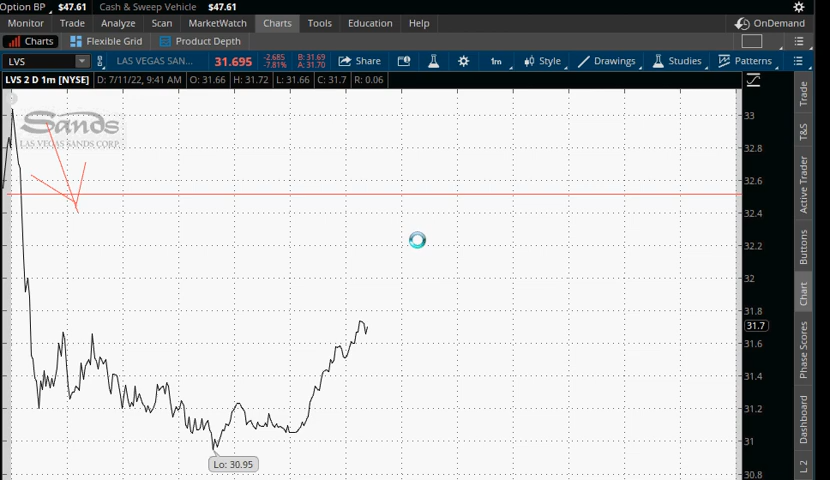 Option BP $47.61 Cash & Sweep Vehicle $47.61
Monitor Trade Analyze Scan MarketWatch Charts Tools Education Help OnDemand
Charts Flexible Grid Product Depth
LVS LAS VEGAS SAN... 31.695 -2.685 -7.81% B: 31.69 A: 31.70 Share 1m Style Drawings Studies Patterns
LVS 2 D 1m [NYSE] D: 7/11/22, 9:41 AM O: 31.66 H: 31.72 L: 31.66 C: 31.7 R: 0.06
Sands
LAS VEGAS SANDS CORP.
33
32.8
32.6
32.4
32.2
32
31.8
31.7
31.6
31.4
31.2
31
30.8
Lo: 30.95
Trade
T&S
Active Trader
Buttons
Chart
Phase Scores
Dashboard
L 2